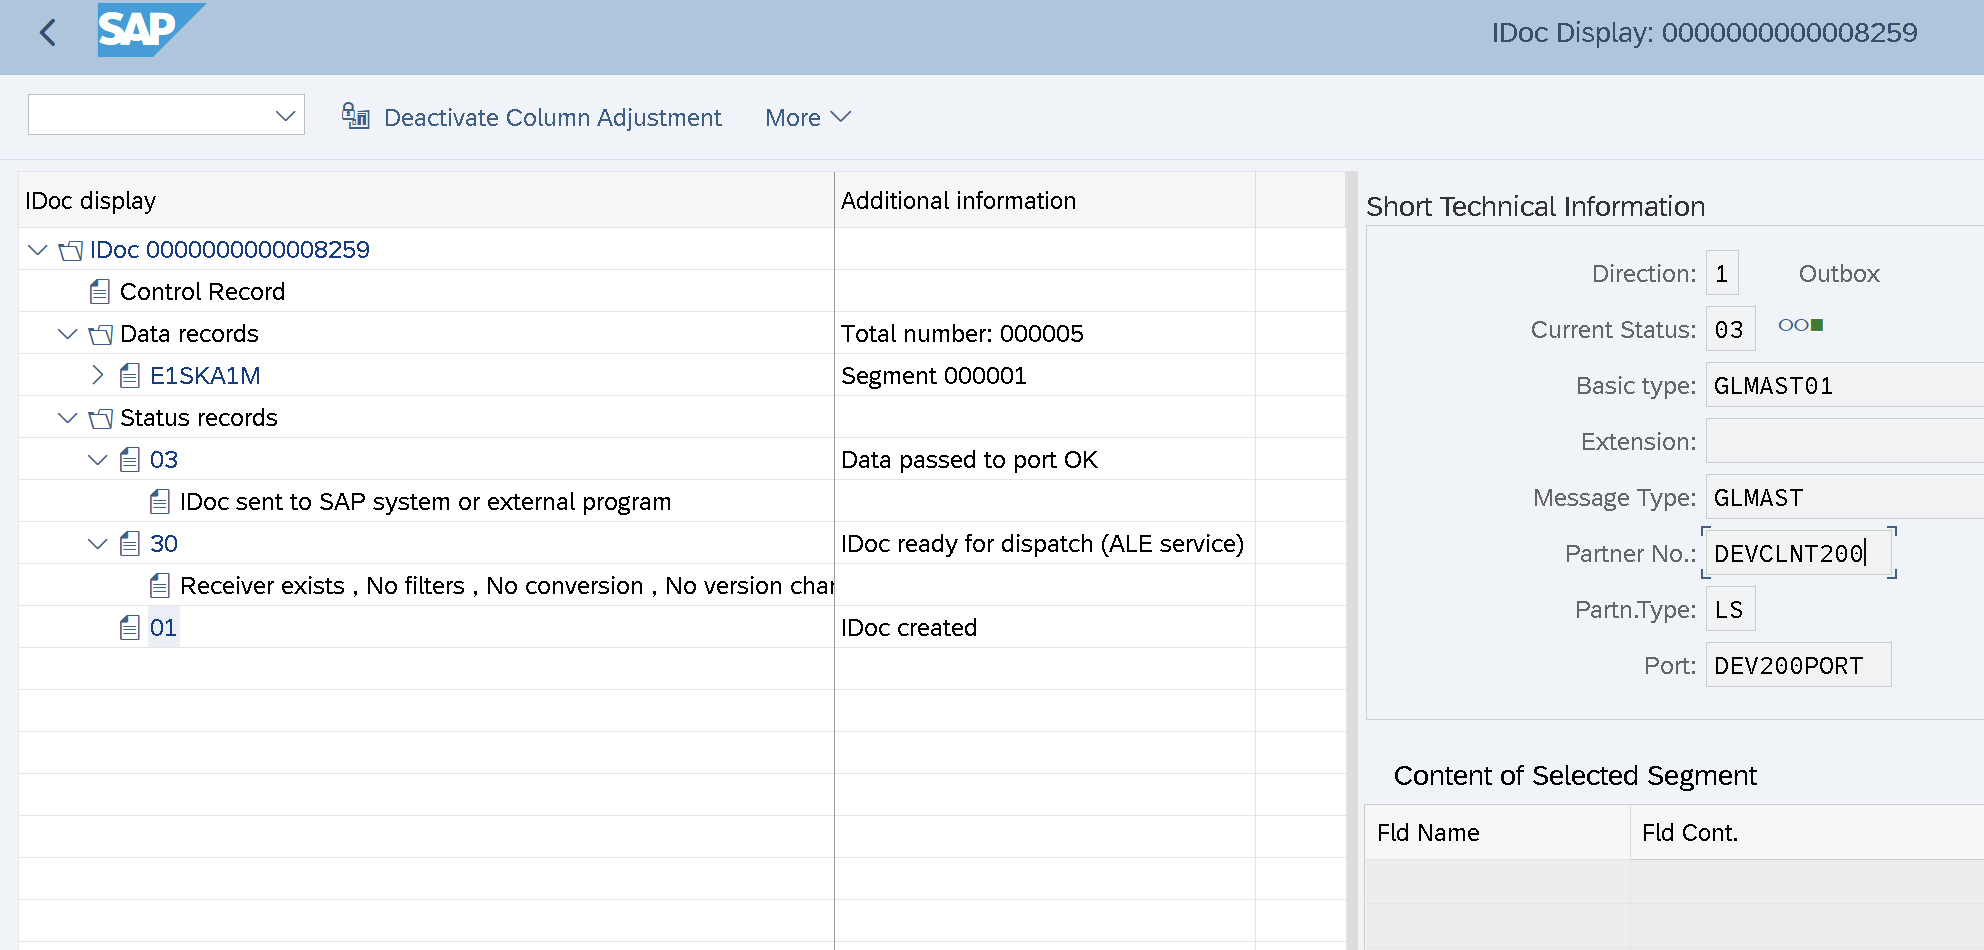 SAP
IDoc Display: 0000000000008259
Deactivate Column Adjustment
More
IDoc display
Additional information
IDoc 0000000000008259
Control Record
Data records
Total number: 000005
E1SKA1M
Segment 000001
Status records
03
Data passed to port OK
IDoc sent to SAP system or external program
30
IDoc ready for dispatch (ALE service)
Receiver exists , No filters , No conversion , No version char
01
IDoc created
Short Technical Information
Direction: 1 Outbox
Current Status: 03
Basic type: GLMAST01
Extension:
Message Type: GLMAST
Partner No.: DEVCLNT200
Partn.Type: LS
Port: DEV200PORT
Content of Selected Segment
Fld Name
Fld Cont.